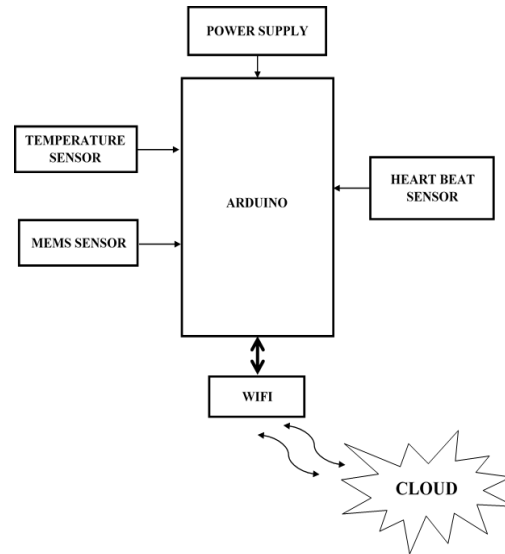 POWER SUPPLY
TEMPERATURE
SENSOR
ARDUINO
HEART BEAT
SENSOR
MEMS SENSOR
WIFI
CLOUD